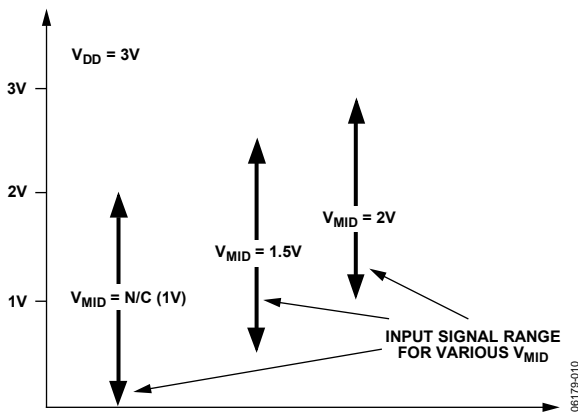 V_DD = 3V
3V
2V
1V
V_MID = N/C (1V)
V_MID = 1.5V
V_MID = 2V
INPUT SIGNAL RANGE
FOR VARIOUS V_MID
06179-010